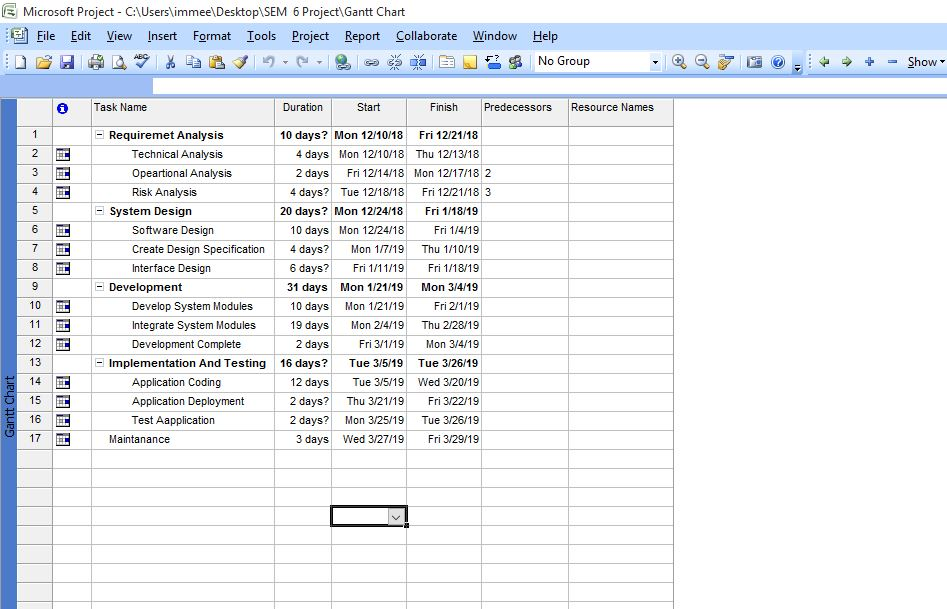 Microsoft Project - C:\Users\immee\Desktop\SEM 6 Project\Gantt Chart
File Edit View Insert Format Tools Project Report Collaborate Window Help
ABC No Group Show
Task Name Duration Start Finish Predecessors Resource Names
1 Requiremet Analysis 10 days? Mon 12/10/18 Fri 12/21/18
2 Technical Analysis 4 days Mon 12/10/18 Thu 12/13/18
3 Opeartional Analysis 2 days Fri 12/14/18 Mon 12/17/18 2
4 Risk Analysis 4 days? Tue 12/18/18 Fri 12/21/18 3
5 System Design 20 days? Mon 12/24/18 Fri 1/18/19
6 Software Design 10 days Mon 12/24/18 Fri 1/4/19
7 Create Design Specification 4 days? Mon 1/7/19 Thu 1/10/19
8 Interface Design 6 days? Fri 1/11/19 Fri 1/18/19
9 Development 31 days Mon 1/21/19 Mon 3/4/19
10 Develop System Modules 10 days Mon 1/21/19 Fri 2/1/19
11 Integrate System Modules 19 days Mon 2/4/19 Thu 2/28/19
12 Development Complete 2 days Fri 3/1/19 Mon 3/4/19
13 Implementation And Testing 16 days? Tue 3/5/19 Tue 3/26/19
14 Application Coding 12 days Tue 3/5/19 Wed 3/20/19
15 Application Deployment 2 days? Thu 3/21/19 Fri 3/22/19
16 Test Aapplication 2 days? Mon 3/25/19 Tue 3/26/19
17 Maintanance 3 days Wed 3/27/19 Fri 3/29/19
Gantt Chart